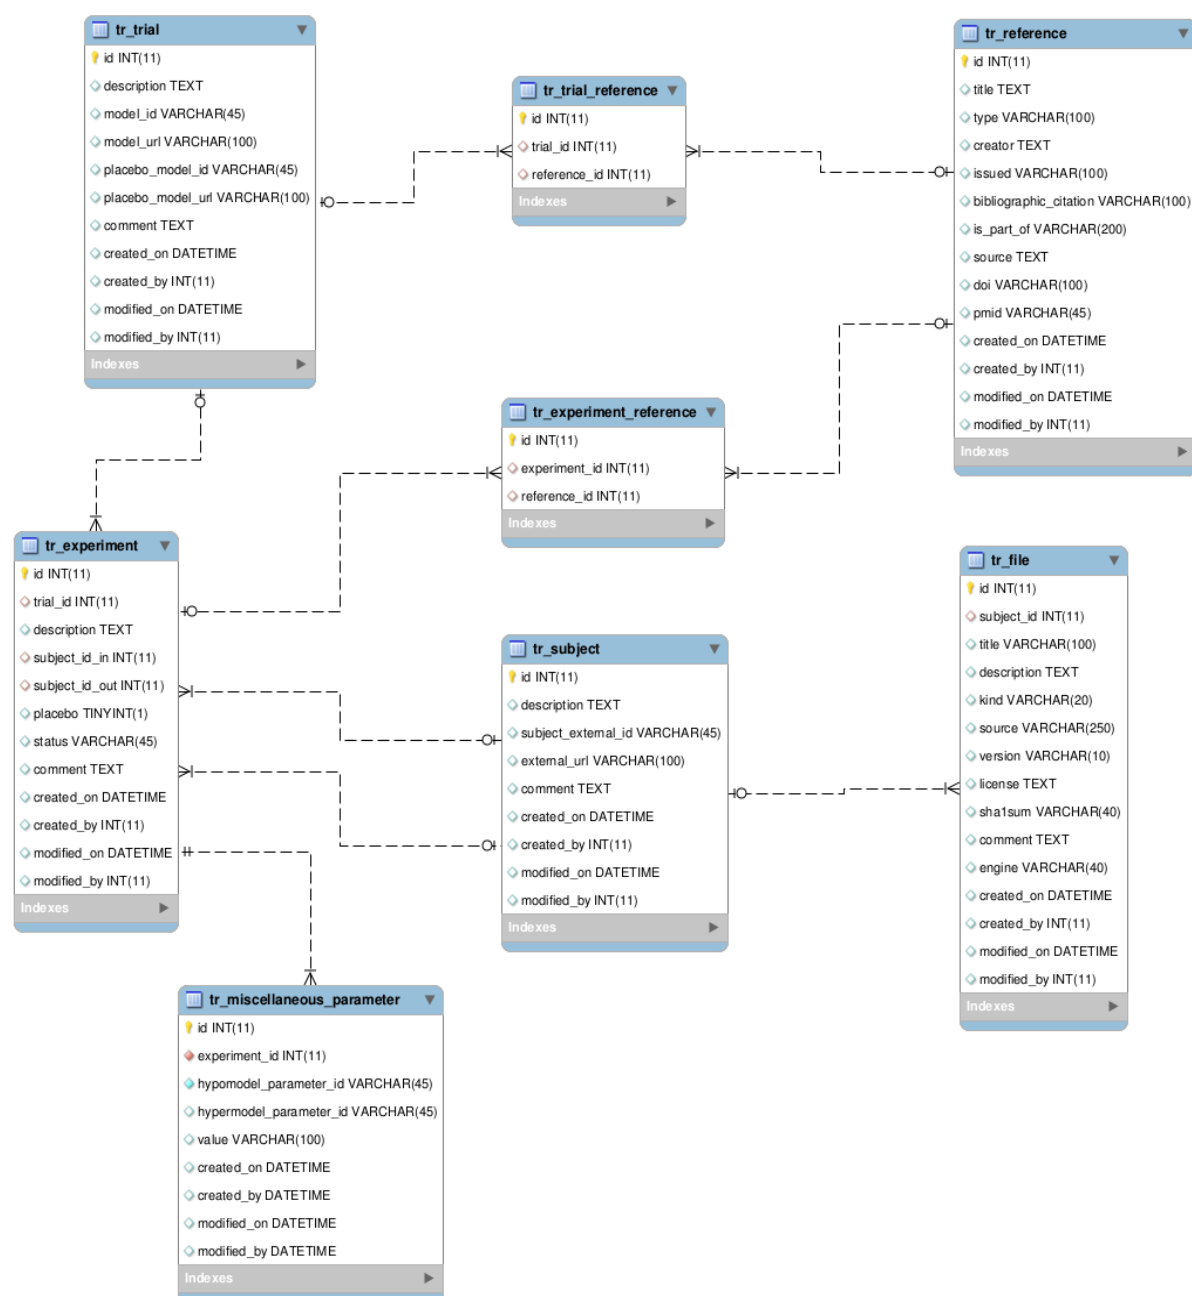 tr_trial
id INT(11)
description TEXT
model_id VARCHAR(45)
model_url VARCHAR(100)
placebo_model_id VARCHAR(45)
placebo_model_url VARCHAR(100)
comment TEXT
created_on DATETIME
created_by INT(11)
modified_on DATETIME
modified_by INT(11)
Indexes
tr_trial_reference
id INT(11)
trial_id INT(11)
reference_id INT(11)
Indexes
tr_reference
id INT(11)
title TEXT
type VARCHAR(100)
creator TEXT
issued VARCHAR(100)
bibliographic_citation VARCHAR(100)
is_part_of VARCHAR(200)
source TEXT
doi VARCHAR(100)
pmid VARCHAR(45)
created_on DATETIME
created_by INT(11)
modified_on DATETIME
modified_by INT(11)
Indexes
tr_experiment_reference
id INT(11)
experiment_id INT(11)
reference_id INT(11)
Indexes
tr_experiment
id INT(11)
trial_id INT(11)
description TEXT
subject_id_in INT(11)
subject_id_out INT(11)
placebo TINYINT(1)
status VARCHAR(45)
comment TEXT
created_on DATETIME
created_by INT(11)
modified_on DATETIME
modified_by INT(11)
Indexes
tr_subject
id INT(11)
description TEXT
subject_external_id VARCHAR(45)
external_url VARCHAR(100)
comment TEXT
created_on DATETIME
created_by INT(11)
modified_on DATETIME
modified_by INT(11)
Indexes
tr_file
id INT(11)
subject_id INT(11)
title VARCHAR(100)
description TEXT
kind VARCHAR(20)
source VARCHAR(250)
version VARCHAR(10)
license TEXT
sha1sum VARCHAR(40)
comment TEXT
engine VARCHAR(40)
created_on DATETIME
created_by INT(11)
modified_on DATETIME
modified_by INT(11)
Indexes
tr_miscellaneous_parameter
id INT(11)
experiment_id INT(11)
hypomodel_parameter_id VARCHAR(45)
hypermodel_parameter_id VARCHAR(45)
value VARCHAR(100)
created_on DATETIME
created_by DATETIME
modified_on DATETIME
modified_by DATETIME
Indexes